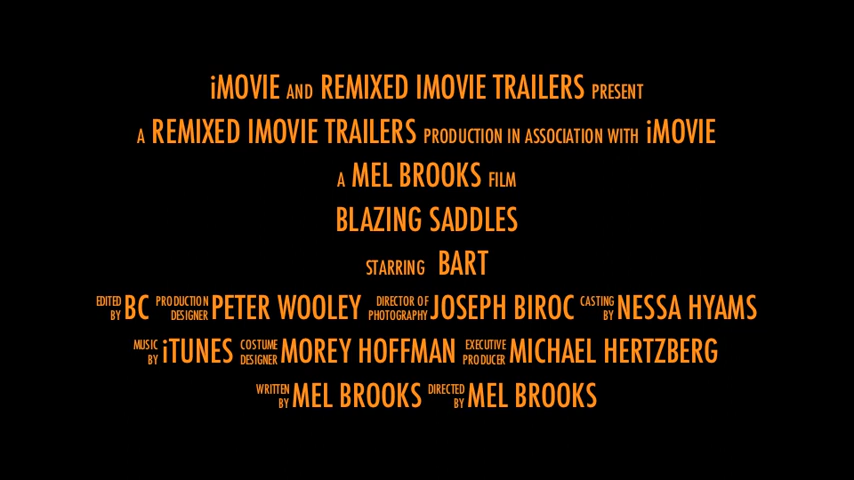 iMOVIE AND REMIXED IMOVIE TRAILERS PRESENT
A REMIXED IMOVIE TRAILERS PRODUCTION IN ASSOCIATION WITH iMOVIE
A MEL BROOKS FILM
BLAZING SADDLES
STARRING BART
EDITED BY BC PRODUCTION DESIGNER PETER WOOLEY DIRECTOR OF PHOTOGRAPHY JOSEPH BIROC CASTING BY NESSA HYAMS
MUSIC BY iTUNES COSTUME DESIGNER MOREY HOFFMAN EXECUTIVE PRODUCER MICHAEL HERTZBERG
WRITTEN BY MEL BROOKS DIRECTED BY MEL BROOKS